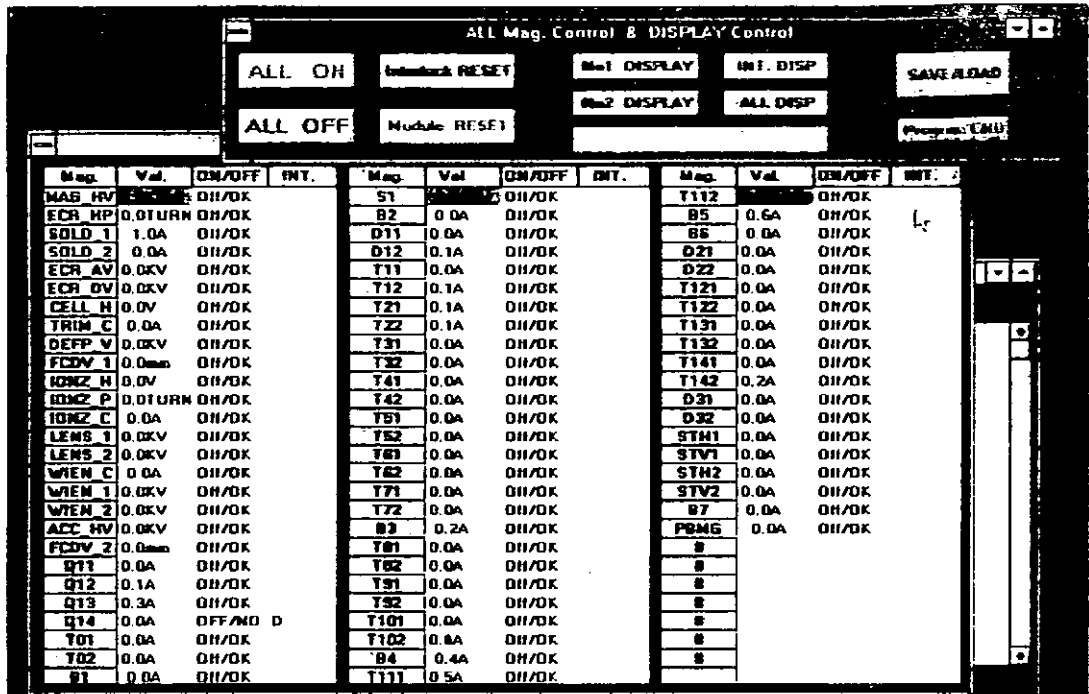 ALL Mag. Control & DISPLAY Control
ALL ON
Interlock RESET
No1 DISPLAY
INT. DISP
SAVE/LOAD
ALL OFF
Module RESET
No2 DISPLAY
ALL DISP
Program END
Mag. Val. ON/OFF INT. Mag. Val ON/OFF INT. Mag. Val. ON/OFF INT.
MAG_HV ON/OK S1 ON/OK T112 ON/OK
ECR_HP 0.0TURN ON/OK B2 0.0A ON/OK B5 0.6A ON/OK
SOLD_1 1.0A ON/OK D11 0.0A ON/OK B6 0.0A ON/OK
SOLD_2 0.0A ON/OK D12 0.1A ON/OK D21 0.0A ON/OK
ECR_AV 0.0KV ON/OK T11 0.0A ON/OK D22 0.0A ON/OK
ECR_DV 0.0KV ON/OK T12 0.1A ON/OK T121 0.0A ON/OK
CELL_H 0.0V ON/OK T21 0.1A ON/OK T122 0.0A ON/OK
TRIM_C 0.0A ON/OK T22 0.1A ON/OK T131 0.0A ON/OK
DEFP_V 0.0KV ON/OK T31 0.0A ON/OK T132 0.0A ON/OK
FCDV_1 0.0mm ON/OK T32 0.0A ON/OK T141 0.0A ON/OK
IONZ_H 0.0V ON/OK T41 0.0A ON/OK T142 0.2A ON/OK
IONZ_P 0.0TURN ON/OK T42 0.0A ON/OK D31 0.0A ON/OK
IONZ_C 0.0A ON/OK T51 0.0A ON/OK D32 0.0A ON/OK
LENS_1 0.0KV ON/OK T52 0.0A ON/OK STH1 0.0A ON/OK
LENS_2 0.0KV ON/OK T61 0.0A ON/OK STV1 0.0A ON/OK
WIEN_C 0.0A ON/OK T62 0.0A ON/OK STH2 0.0A ON/OK
WIEN_1 0.0KV ON/OK T71 0.0A ON/OK STV2 0.0A ON/OK
WIEN_2 0.0KV ON/OK T72 0.0A ON/OK B7 0.0A ON/OK
ACC_HV 0.0KV ON/OK B3 0.2A ON/OK PBMG 0.0A ON/OK
FCDV_2 0.0mm ON/OK T81 0.0A ON/OK
Q11 0.0A ON/OK T82 0.0A ON/OK
Q12 0.1A ON/OK T91 0.0A ON/OK
Q13 0.3A ON/OK T92 0.0A ON/OK
Q14 0.0A OFF/NO D T101 0.0A ON/OK
T01 0.0A ON/OK T102 0.8A ON/OK
T02 0.0A ON/OK B4 0.4A ON/OK
B1 0.0A ON/OK T111 0.5A ON/OK